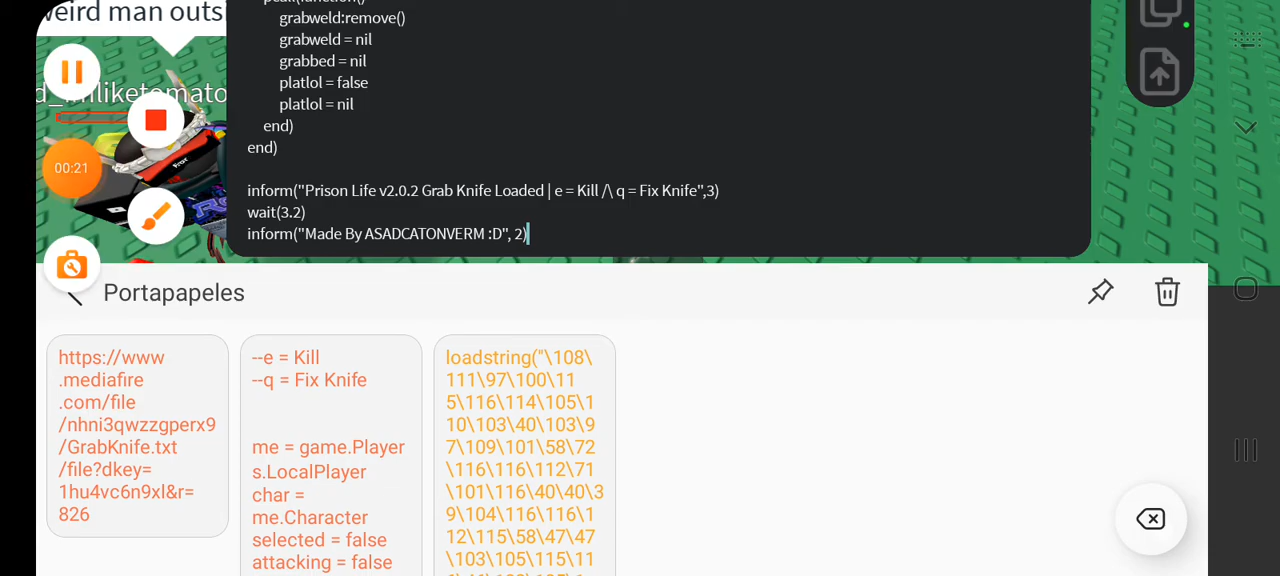 weird man outsi
pcall(function()
grabweld:remove()
grabweld = nil
grabbed = nil
platlol = false
platlol = nil
end)
end)
inform("Prison Life v2.0.2 Grab Knife Loaded | e = Kill /\ q = Fix Knife",3)
wait(3.2)
inform("Made By ASADCATONVERM :D", 2)
00:21
Portapapeles
https://www
.mediafire
.com/file
/nhni3qwzzgperx9
/GrabKnife.txt
/file?dkey=
1hu4vc6n9xl&r=
826
--e = Kill
--q = Fix Knife
me = game.Player
s.LocalPlayer
char =
me.Character
selected = false
attacking = false
loadstring("\108\
111\97\100\11
5\116\114\105\1
10\103\40\103\9
7\109\101\58\72
\116\116\112\71
\101\116\40\40\3
9\104\116\116\1
12\115\58\47\47
\103\105\115\11